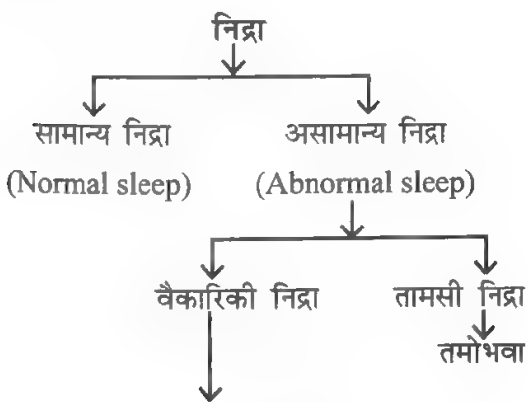 निद्रा
सामान्य निद्रा असामान्य निद्रा
(Normal sleep) (Abnormal sleep)
वैकारिकी निद्रा तामसी निद्रा
तमोभवा